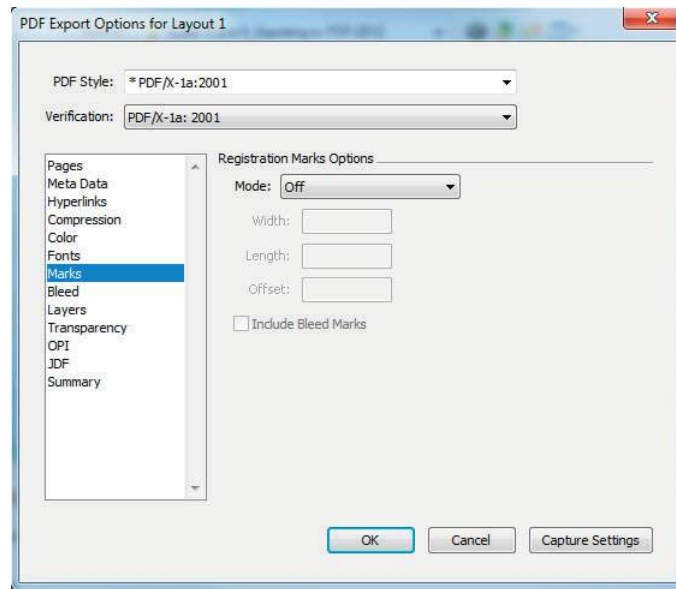 PDF Export Options for Layout 1
PDF Style: *PDF/X-1a:2001
Verification: PDF/X-1a: 2001
Pages
Meta Data
Hyperlinks
Compression
Color
Fonts
Marks
Bleed
Layers
Transparency
OPI
JDF
Summary
Registration Marks Options
Mode: Off
Width:
Length:
Offset:
Include Bleed Marks
OK Cancel Capture Settings